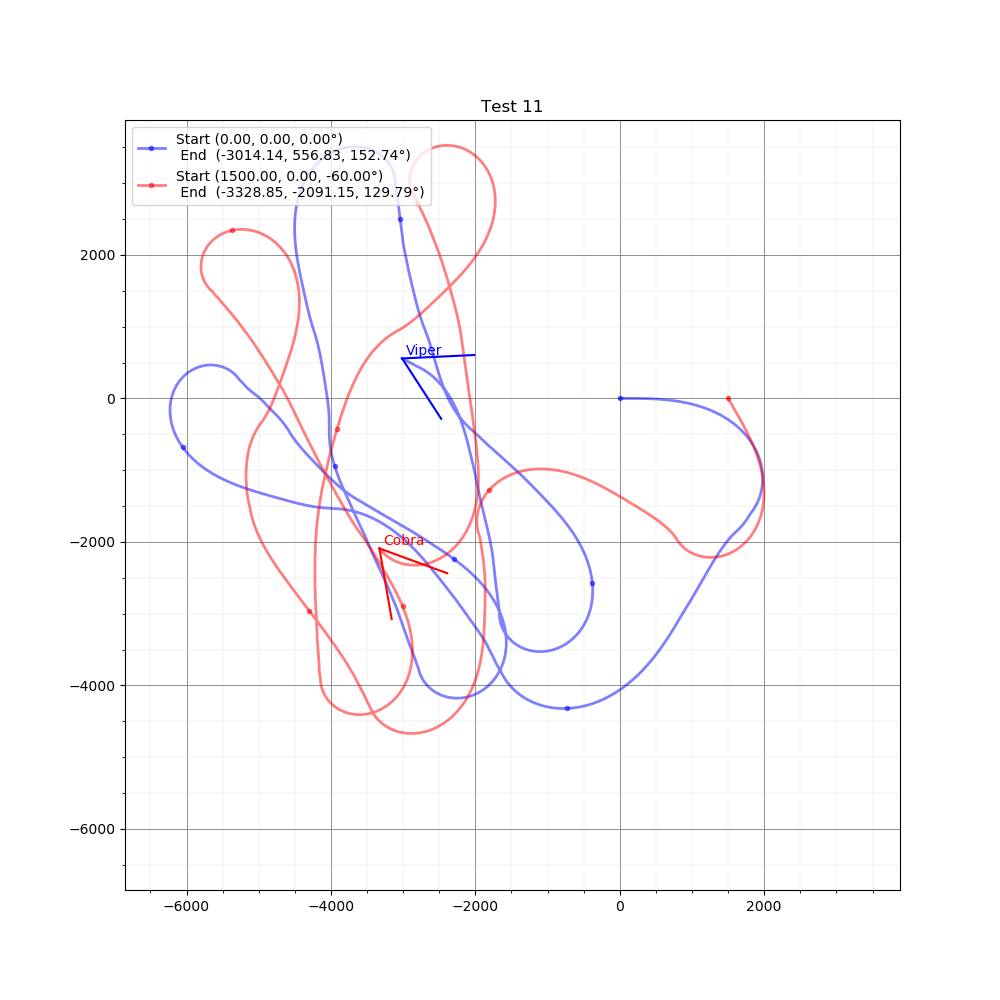 Test 11
Start (0.00, 0.00, 0.00°)
End (-3014.14, 556.83, 152.74°)
Start (1500.00, 0.00, -60.00°)
End (-3328.85, -2091.15, 129.79°)
2000
Viper
0
−2000
Cobra
−4000
−6000
−6000 −4000 −2000 0 2000